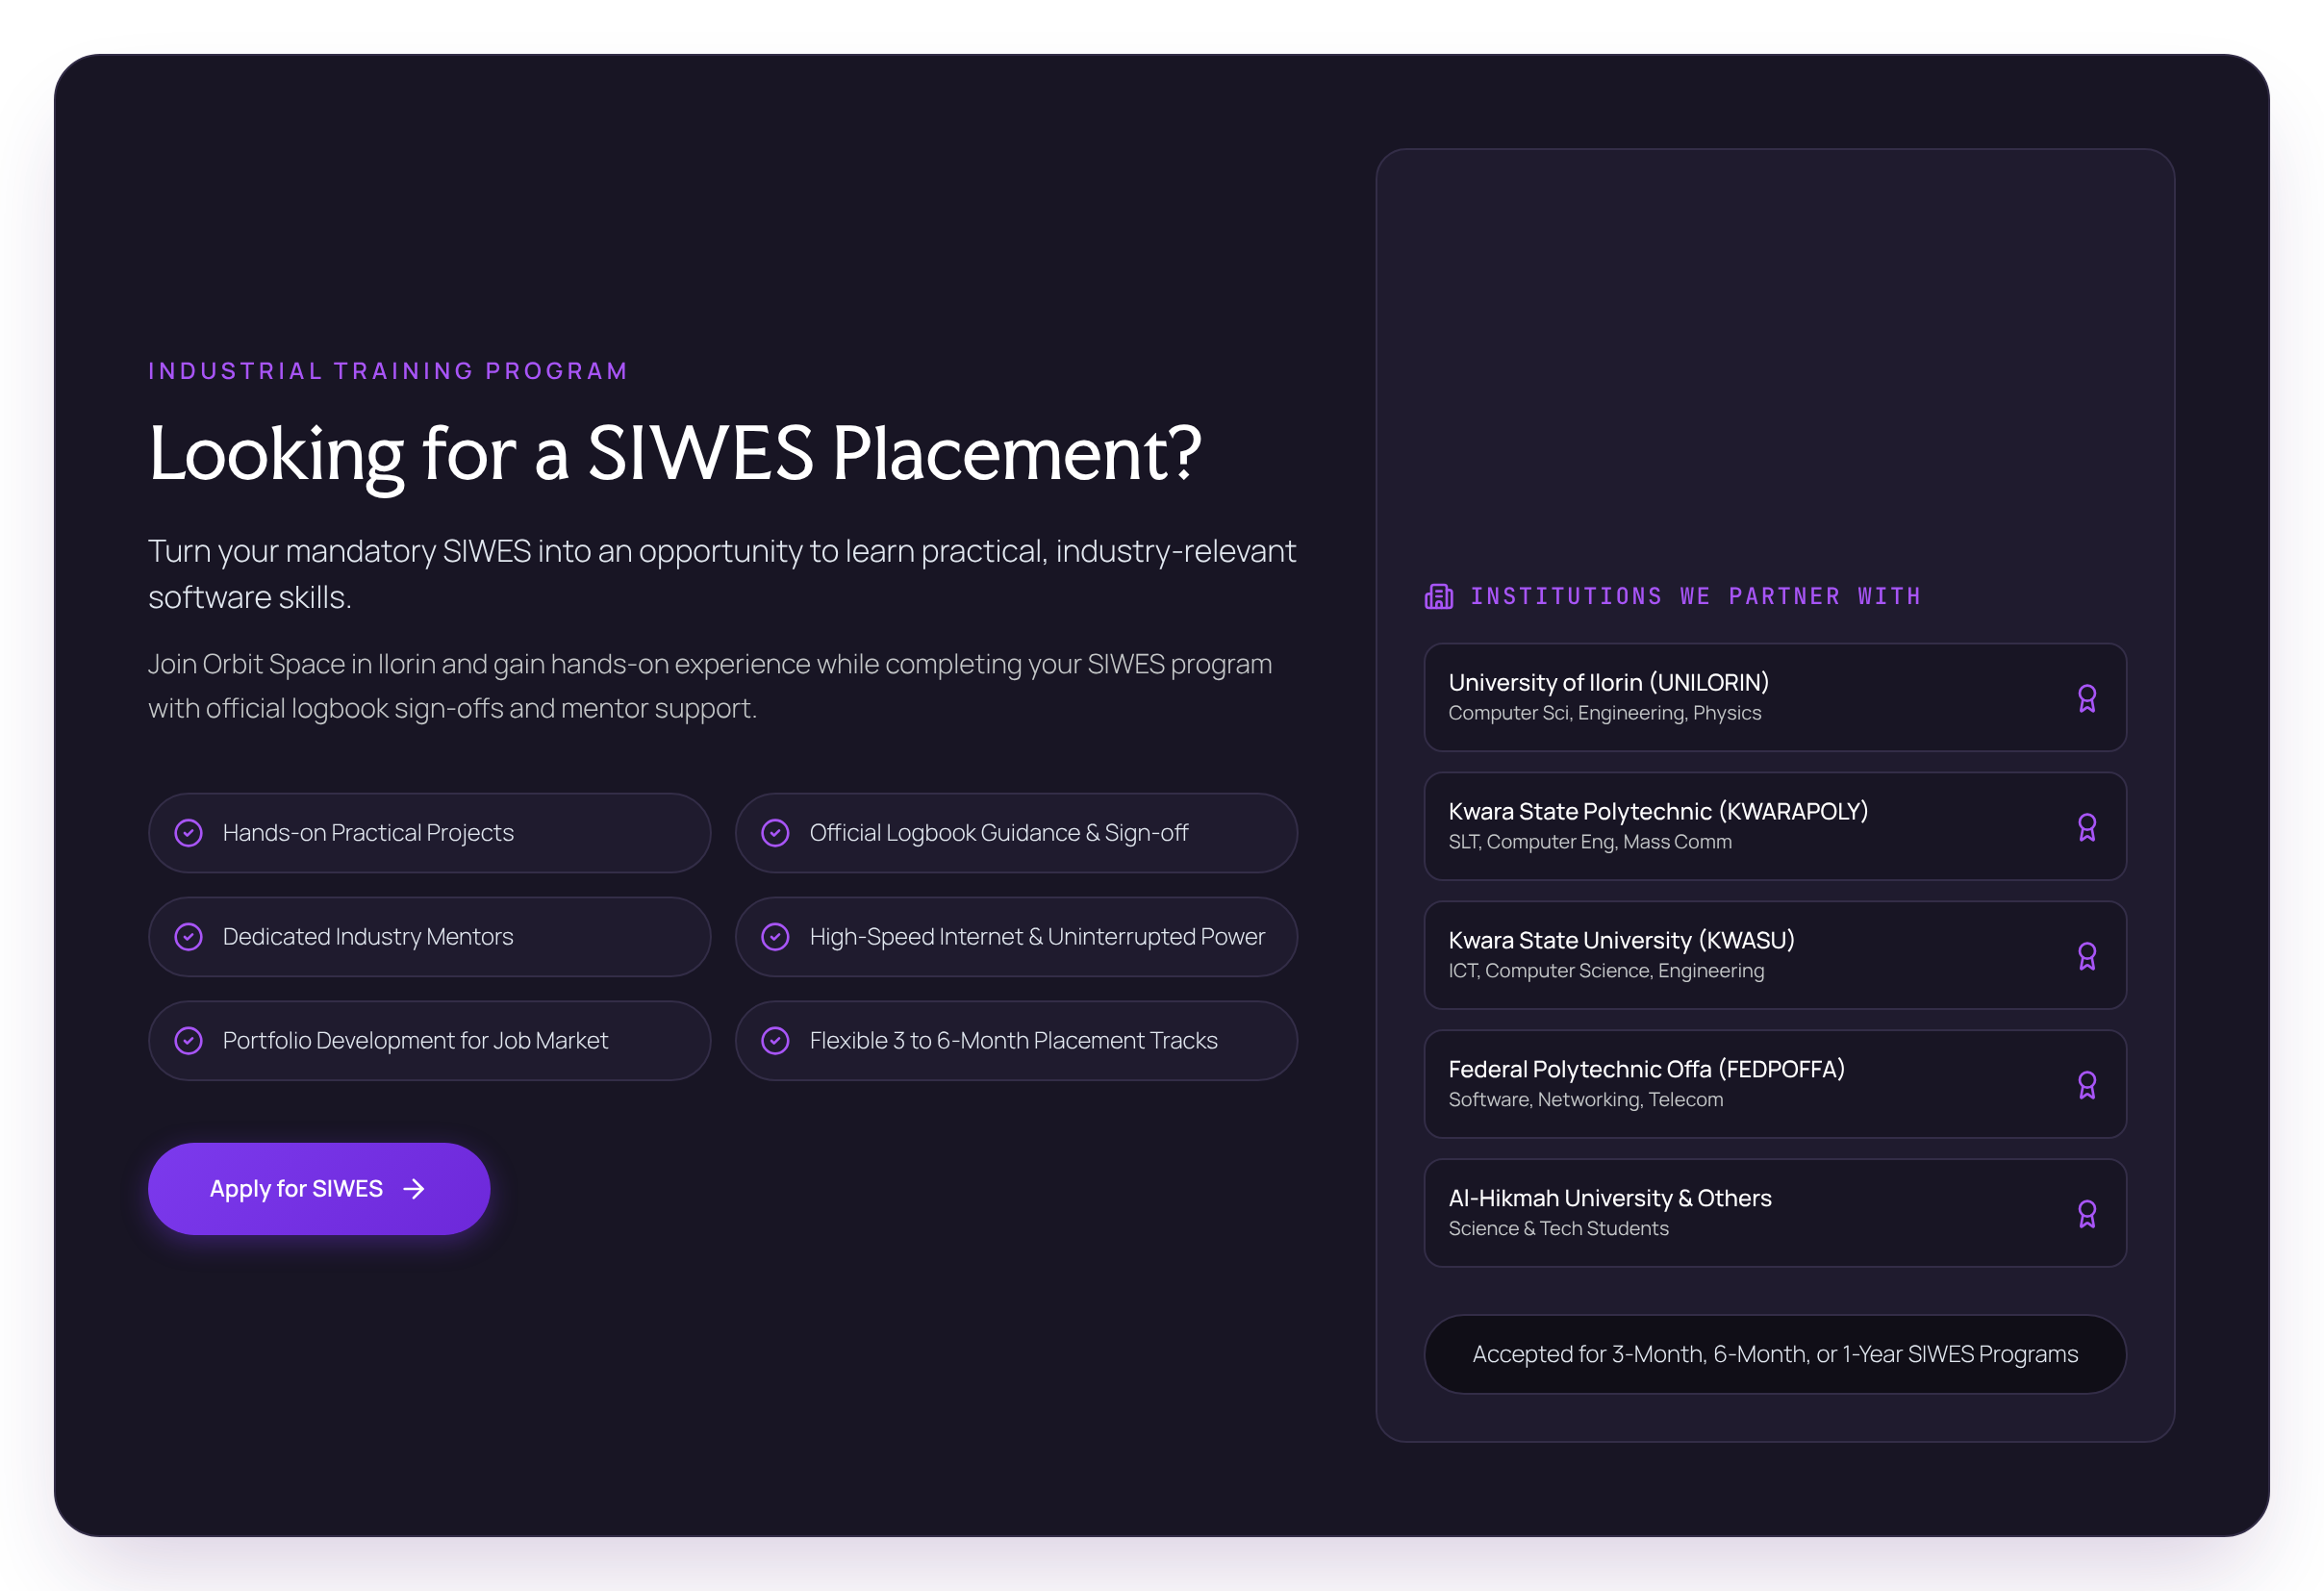 INDUSTRIAL TRAINING PROGRAM
Looking for a SIWES Placement?
Turn your mandatory SIWES into an opportunity to learn practical, industry-relevant
software skills.
Join Orbit Space in Ilorin and gain hands-on experience while completing your SIWES program
with official logbook sign-offs and mentor support.
Hands-on Practical Projects
Official Logbook Guidance & Sign-off
Dedicated Industry Mentors
High-Speed Internet & Uninterrupted Power
Portfolio Development for Job Market
Flexible 3 to 6-Month Placement Tracks
Apply for SIWES
INSTITUTIONS WE PARTNER WITH
University of Ilorin (UNILORIN)
Computer Sci, Engineering, Physics
Kwara State Polytechnic (KWARAPOLY)
SLT, Computer Eng, Mass Comm
Kwara State University (KWASU)
ICT, Computer Science, Engineering
Federal Polytechnic Offa (FEDPOFFA)
Software, Networking, Telecom
Al-Hikmah University & Others
Science & Tech Students
Accepted for 3-Month, 6-Month, or 1-Year SIWES Programs